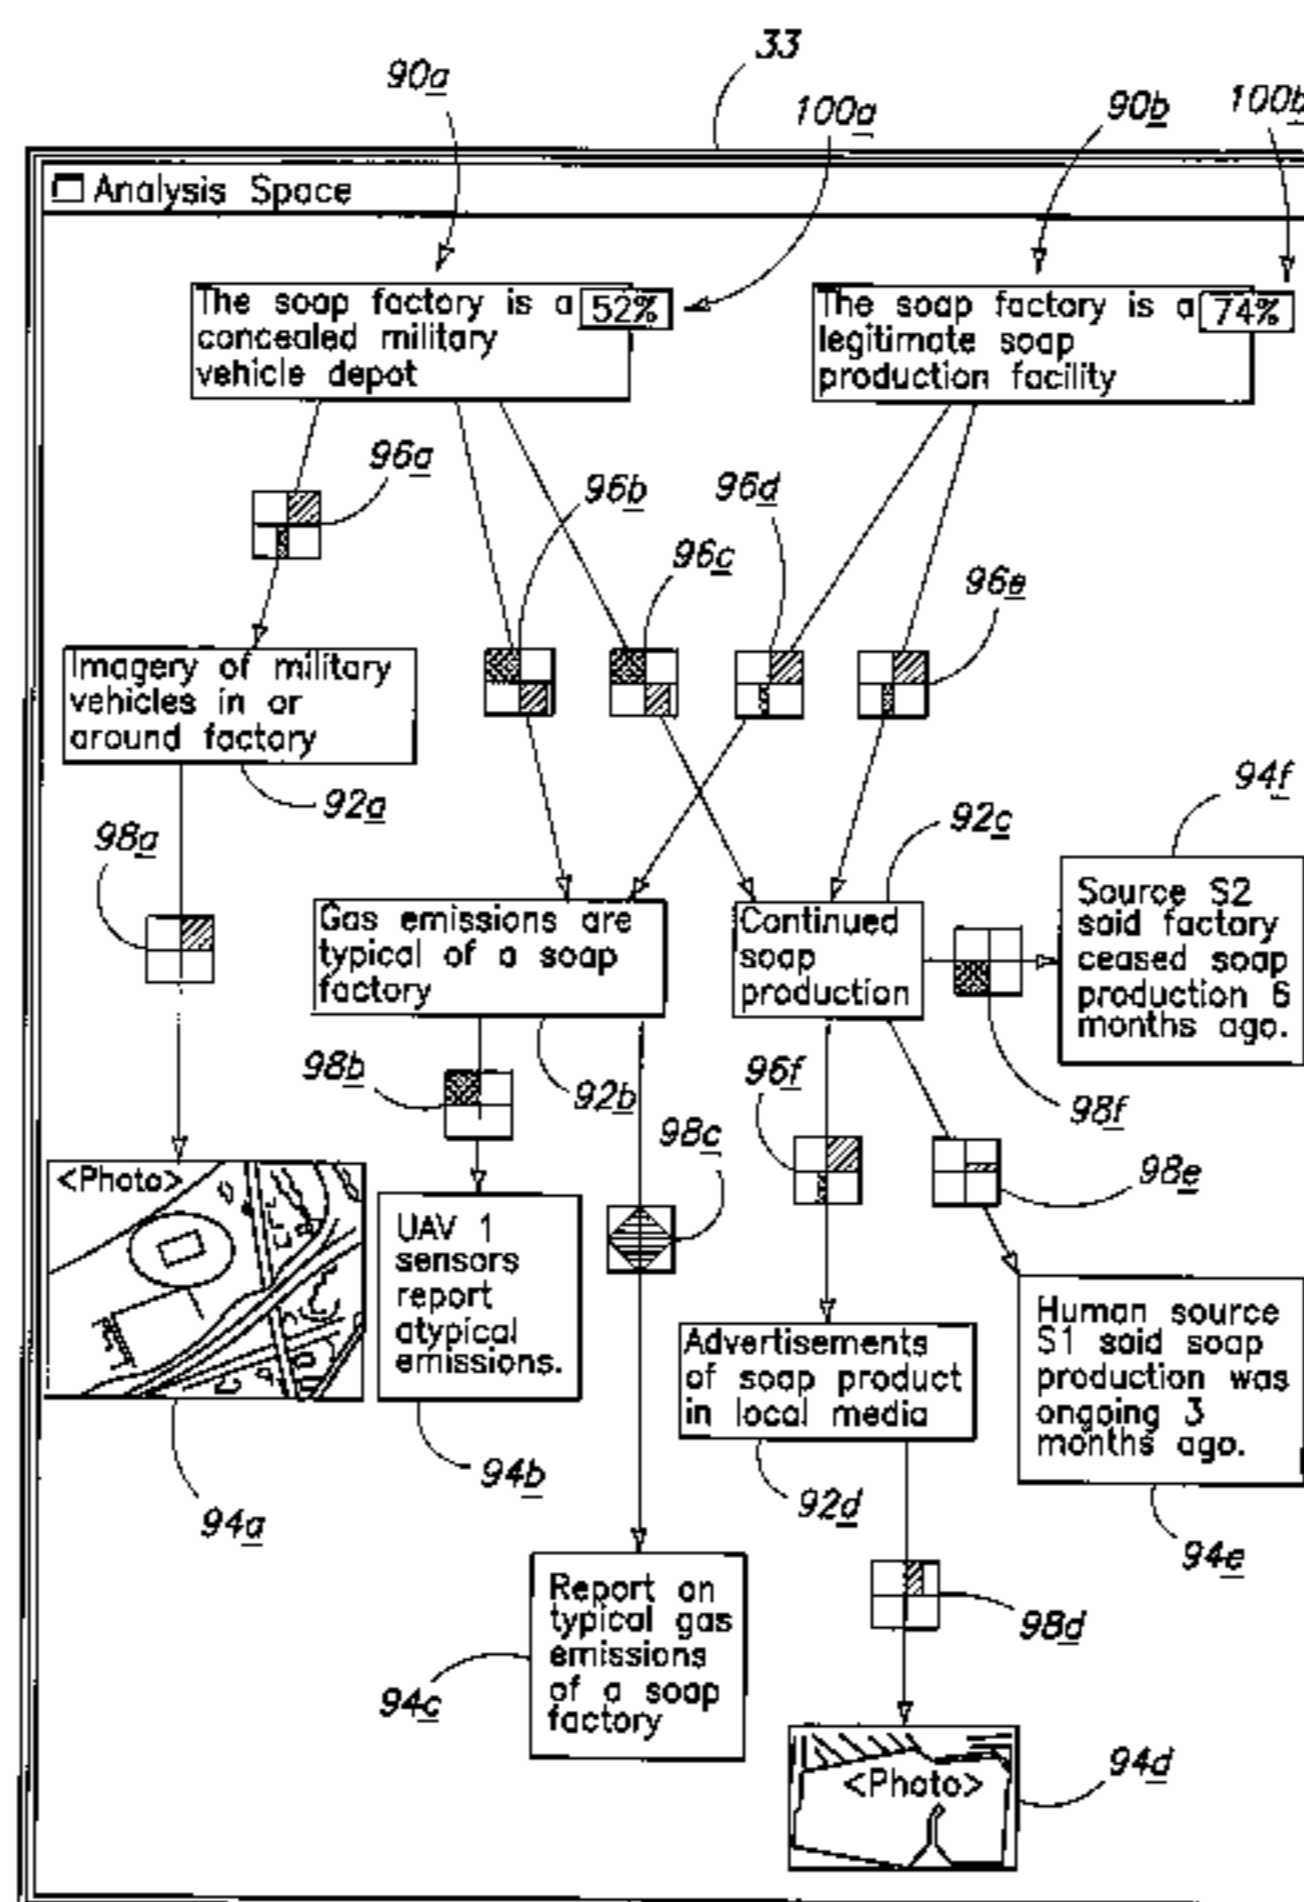 33
90a
100a
90b
100b
Analysis Space
The soap factory is a
concealed military
vehicle depot
52%
The soap factory is a
legitimate soap
production facility
74%
96a
96b
96d
96c
96e
Imagery of military
vehicles in or
around factory
92a
98a
94f
92c
Gas emissions are
typical of a soap
factory
Continued
soap
production
Source S2
said factory
ceased soap
production 6
months ago.
98b
92b
96f
98f
98c
98e
<Photo>
UAV 1
sensors
report
atypical
emissions.
Advertisements
of soap product
in local media
Human source
S1 said soap
production was
ongoing 3
months ago.
94b
92d
94a
94e
Report on
typical gas
emissions
of a soap
factory
98d
94c
<Photo>
94d